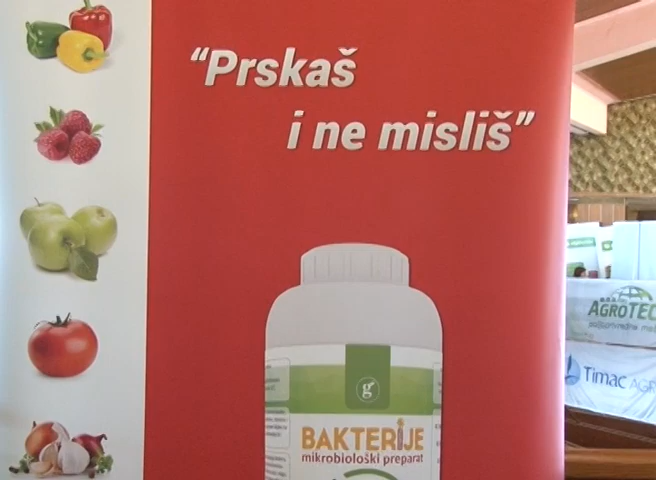 “Prskaš
i ne misliš”
g
BAKTERIJE
mikrobiološki preparat
AGROTEC
Timac AGR